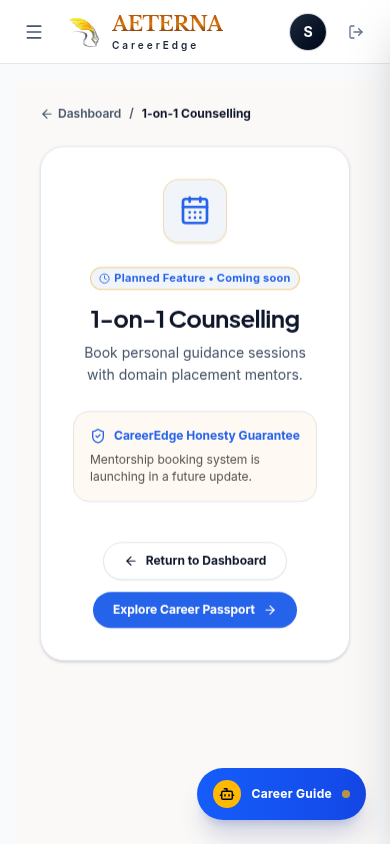 AETERNA
CareerEdge
S
Dashboard / 1-on-1 Counselling
Planned Feature • Coming soon
1-on-1 Counselling
Book personal guidance sessions
with domain placement mentors.
CareerEdge Honesty Guarantee
Mentorship booking system is
launching in a future update.
Return to Dashboard
Explore Career Passport
Career Guide